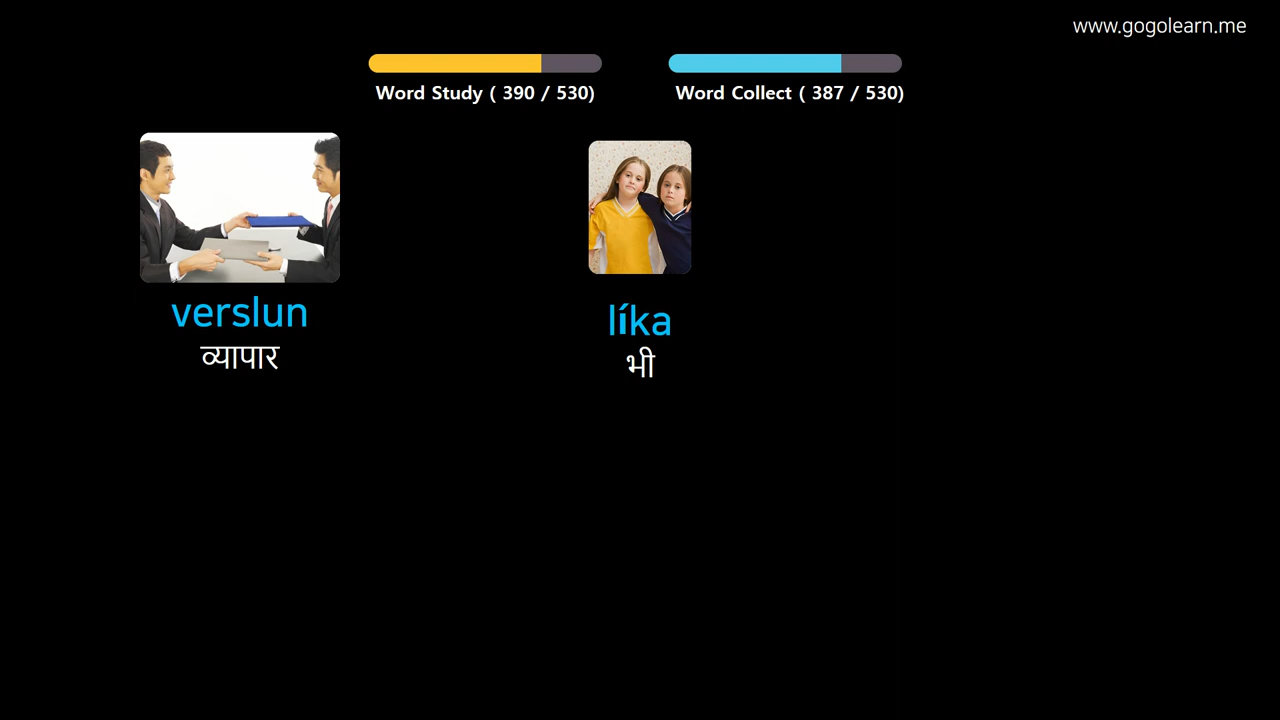 www.gogolearn.me
Word Study ( 390 / 530)
Word Collect ( 387 / 530)
verslun
व्यापार
líka
भी